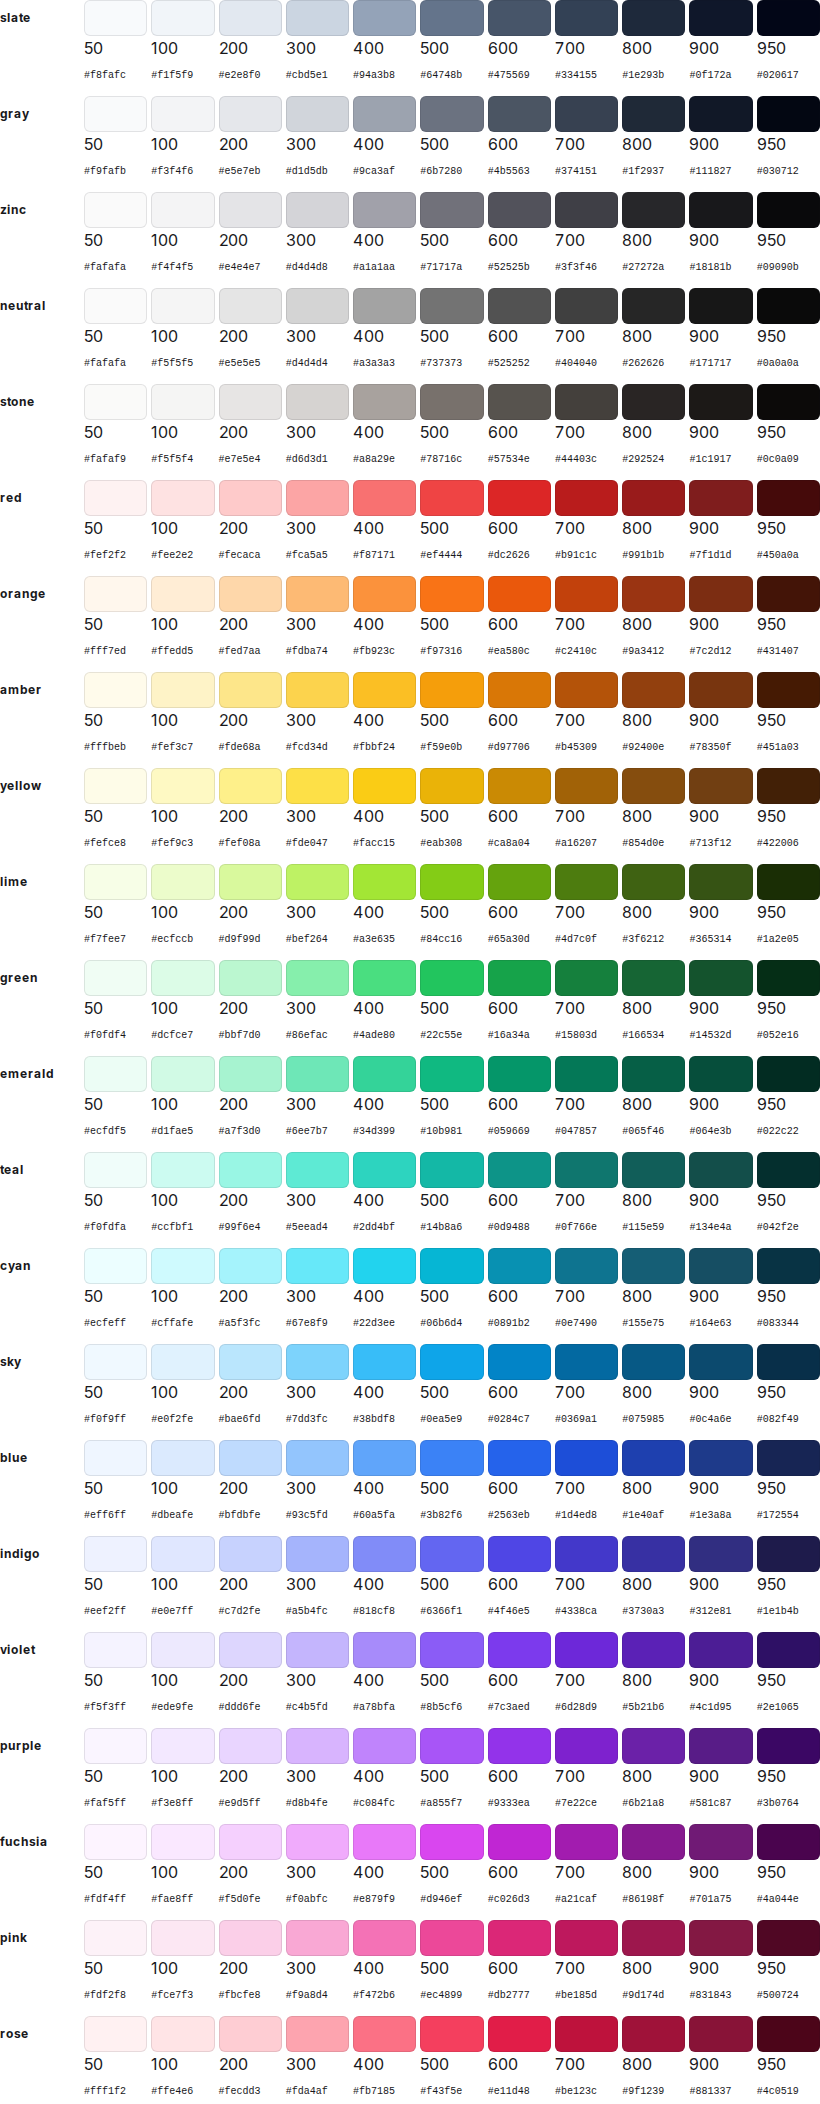 slate
50 100 200 300 400 500 600 700 800 900 950
#f8fafc #f1f5f9 #e2e8f0 #cbd5e1 #94a3b8 #64748b #475569 #334155 #1e293b #0f172a #020617
gray
50 100 200 300 400 500 600 700 800 900 950
#f9fafb #f3f4f6 #e5e7eb #d1d5db #9ca3af #6b7280 #4b5563 #374151 #1f2937 #111827 #030712
zinc
50 100 200 300 400 500 600 700 800 900 950
#fafafa #f4f4f5 #e4e4e7 #d4d4d8 #a1a1aa #71717a #52525b #3f3f46 #27272a #18181b #09090b
neutral
50 100 200 300 400 500 600 700 800 900 950
#fafafa #f5f5f5 #e5e5e5 #d4d4d4 #a3a3a3 #737373 #525252 #404040 #262626 #171717 #0a0a0a
stone
50 100 200 300 400 500 600 700 800 900 950
#fafaf9 #f5f5f4 #e7e5e4 #d6d3d1 #a8a29e #78716c #57534e #44403c #292524 #1c1917 #0c0a09
red
50 100 200 300 400 500 600 700 800 900 950
#fef2f2 #fee2e2 #fecaca #fca5a5 #f87171 #ef4444 #dc2626 #b91c1c #991b1b #7f1d1d #450a0a
orange
50 100 200 300 400 500 600 700 800 900 950
#fff7ed #ffedd5 #fed7aa #fdba74 #fb923c #f97316 #ea580c #c2410c #9a3412 #7c2d12 #431407
amber
50 100 200 300 400 500 600 700 800 900 950
#fffbeb #fef3c7 #fde68a #fcd34d #fbbf24 #f59e0b #d97706 #b45309 #92400e #78350f #451a03
yellow
50 100 200 300 400 500 600 700 800 900 950
#fefce8 #fef9c3 #fef08a #fde047 #facc15 #eab308 #ca8a04 #a16207 #854d0e #713f12 #422006
lime
50 100 200 300 400 500 600 700 800 900 950
#f7fee7 #ecfccb #d9f99d #bef264 #a3e635 #84cc16 #65a30d #4d7c0f #3f6212 #365314 #1a2e05
green
50 100 200 300 400 500 600 700 800 900 950
#f0fdf4 #dcfce7 #bbf7d0 #86efac #4ade80 #22c55e #16a34a #15803d #166534 #14532d #052e16
emerald
50 100 200 300 400 500 600 700 800 900 950
#ecfdf5 #d1fae5 #a7f3d0 #6ee7b7 #34d399 #10b981 #059669 #047857 #065f46 #064e3b #022c22
teal
50 100 200 300 400 500 600 700 800 900 950
#f0fdfa #ccfbf1 #99f6e4 #5eead4 #2dd4bf #14b8a6 #0d9488 #0f766e #115e59 #134e4a #042f2e
cyan
50 100 200 300 400 500 600 700 800 900 950
#ecfeff #cffafe #a5f3fc #67e8f9 #22d3ee #06b6d4 #0891b2 #0e7490 #155e75 #164e63 #083344
sky
50 100 200 300 400 500 600 700 800 900 950
#f0f9ff #e0f2fe #bae6fd #7dd3fc #38bdf8 #0ea5e9 #0284c7 #0369a1 #075985 #0c4a6e #082f49
blue
50 100 200 300 400 500 600 700 800 900 950
#eff6ff #dbeafe #bfdbfe #93c5fd #60a5fa #3b82f6 #2563eb #1d4ed8 #1e40af #1e3a8a #172554
indigo
50 100 200 300 400 500 600 700 800 900 950
#eef2ff #e0e7ff #c7d2fe #a5b4fc #818cf8 #6366f1 #4f46e5 #4338ca #3730a3 #312e81 #1e1b4b
violet
50 100 200 300 400 500 600 700 800 900 950
#f5f3ff #ede9fe #ddd6fe #c4b5fd #a78bfa #8b5cf6 #7c3aed #6d28d9 #5b21b6 #4c1d95 #2e1065
purple
50 100 200 300 400 500 600 700 800 900 950
#faf5ff #f3e8ff #e9d5ff #d8b4fe #c084fc #a855f7 #9333ea #7e22ce #6b21a8 #581c87 #3b0764
fuchsia
50 100 200 300 400 500 600 700 800 900 950
#fdf4ff #fae8ff #f5d0fe #f0abfc #e879f9 #d946ef #c026d3 #a21caf #86198f #701a75 #4a044e
pink
50 100 200 300 400 500 600 700 800 900 950
#fdf2f8 #fce7f3 #fbcfe8 #f9a8d4 #f472b6 #ec4899 #db2777 #be185d #9d174d #831843 #500724
rose
50 100 200 300 400 500 600 700 800 900 950
#fff1f2 #ffe4e6 #fecdd3 #fda4af #fb7185 #f43f5e #e11d48 #be123c #9f1239 #881337 #4c0519